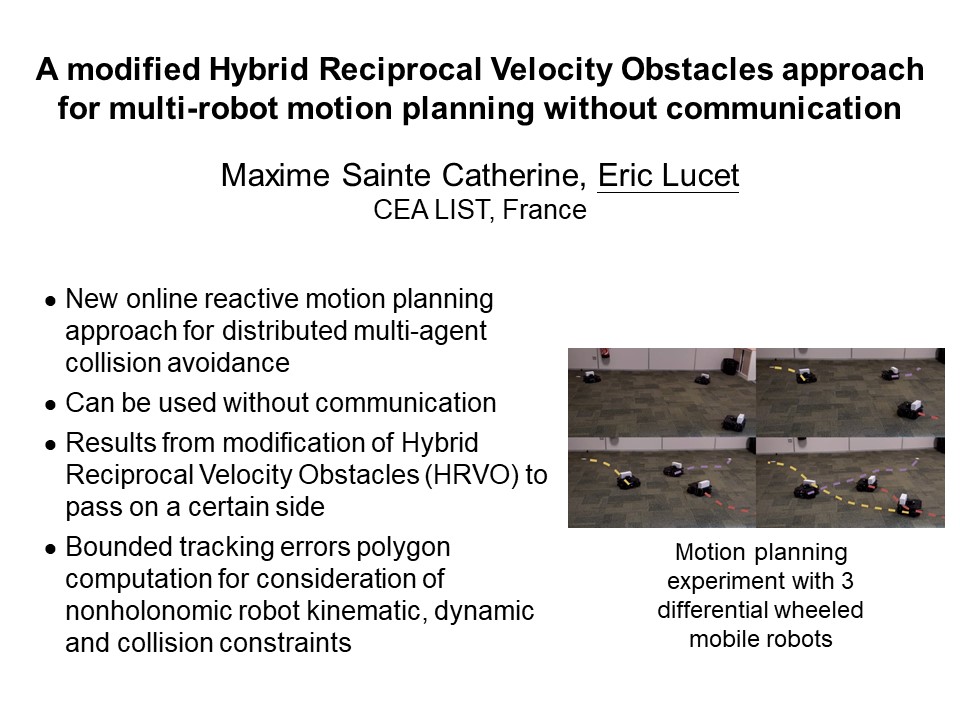 A modified Hybrid Reciprocal Velocity Obstacles approach
for multi-robot motion planning without communication
Maxime Sainte Catherine, Eric Lucet
CEA LIST, France
● New online reactive motion planning
approach for distributed multi-agent
collision avoidance
● Can be used without communication
● Results from modification of Hybrid
Reciprocal Velocity Obstacles (HRVO) to
pass on a certain side
● Bounded tracking errors polygon
computation for consideration of
nonholonomic robot kinematic, dynamic
and collision constraints
Motion planning
experiment with 3
differential wheeled
mobile robots